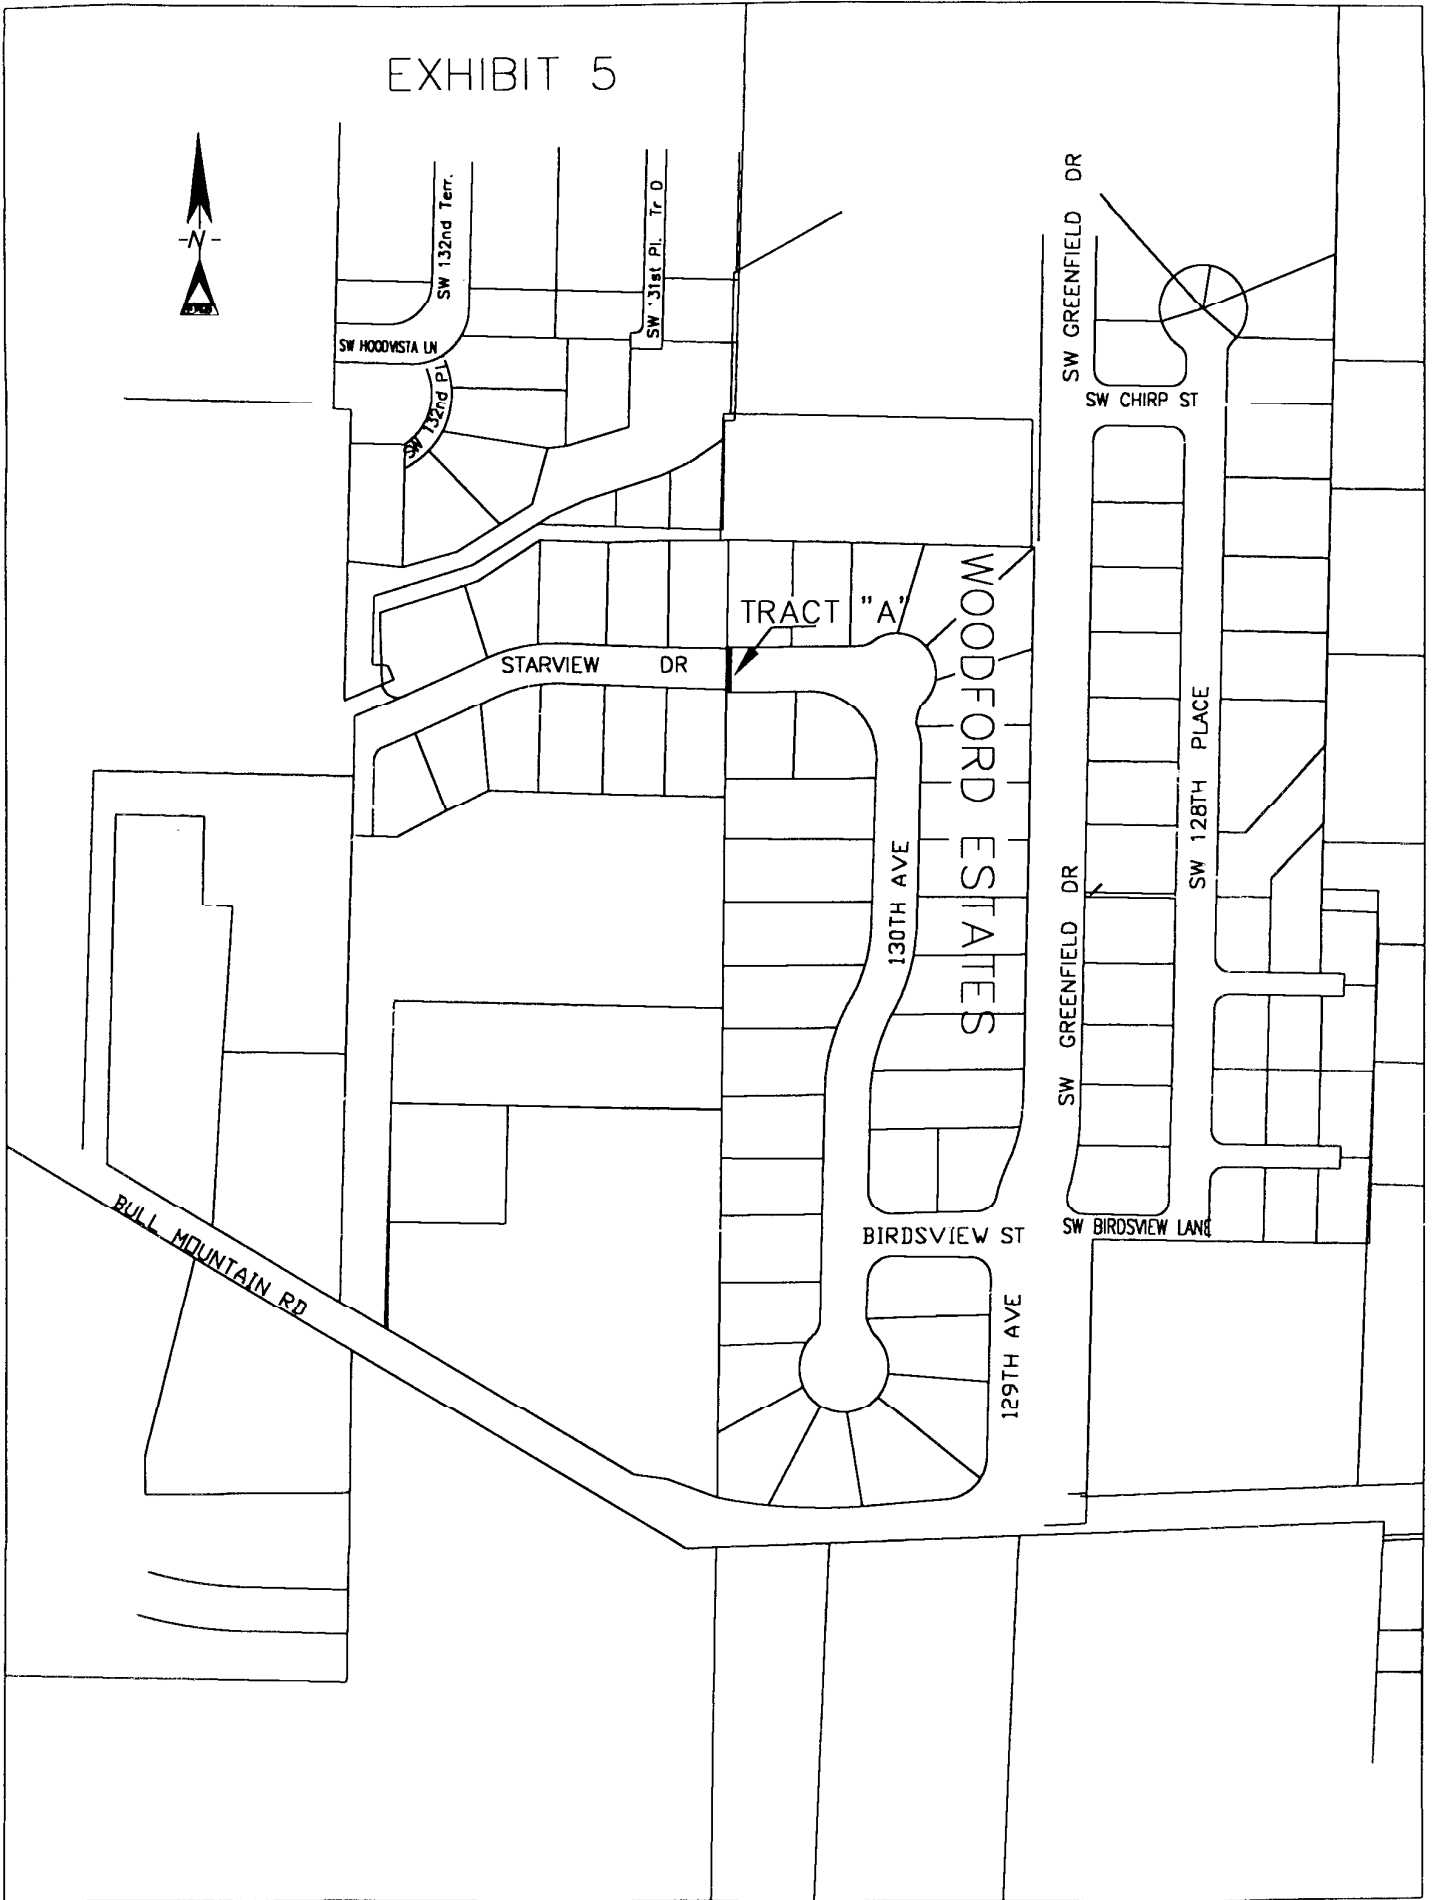 EXHIBIT 5
-N-
SW 132nd Terr.
SW 131st Pl. Tr D
SW GREENFIELD DR
SW HOODVISTA LN
SW 132nd PL
SW CHIRP ST
TRACT "A"
STARVIEW DR
WOODFORD ESTATES
SW 128TH PLACE
130TH AVE
SW GREENFIELD DR
BULL MOUNTAIN RD
BIRDSVIEW ST
SW BIRDSVIEW LANE
129TH AVE